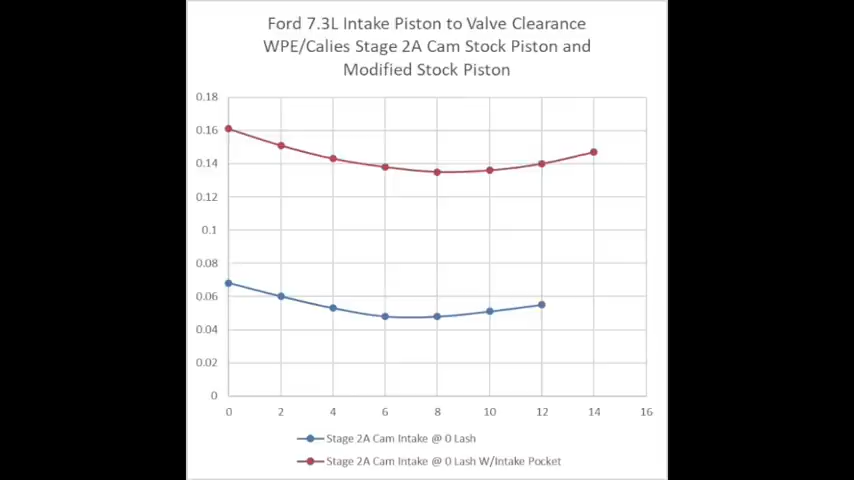 Ford 7.3L Intake Piston to Valve Clearance
WPE/Calies Stage 2A Cam Stock Piston and
Modified Stock Piston
0.18
0.16
0.14
0.12
0.1
0.08
0.06
0.04
0.02
0
0 2 4 6 8 10 12 14 16
Stage 2A Cam Intake @ 0 Lash
Stage 2A Cam Intake @ 0 Lash W/Intake Pocket